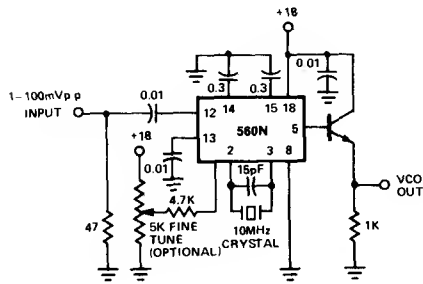 +18
0.01
0.3
0.3
1-100mVp p
INPUT
0.01
14
15
18
12
+18
13
560N
5
0.01
2
3
8
15pF
4.7K
VCO
OUT
47
5K FINE
TUNE
(OPTIONAL)
10MHz
CRYSTAL
1K